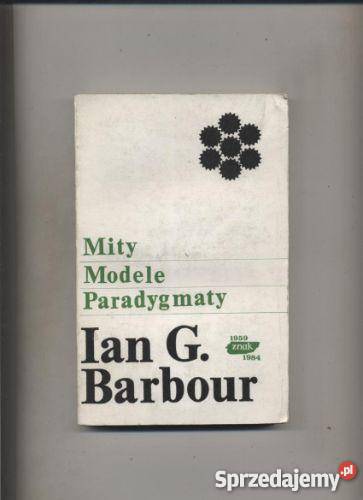 Mity
Modele
Paradygmaty
Ian G.
Barbour
1959
znak
1984
Sprzedajemy.pl